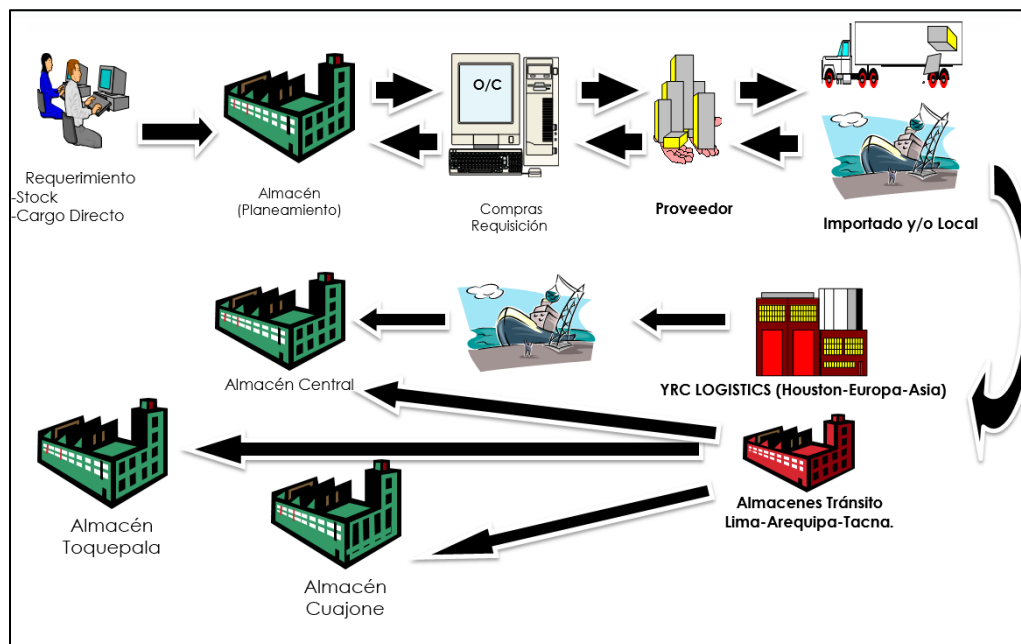 O/C
Requerimiento
-Stock
-Cargo Directo
Almacén
(Planeamiento)
Compras
Requisición
Proveedor
Importado y/o Local
Almacén Central
YRC LOGISTICS (Houston-Europa-Asia)
Almacenes Tránsito
Lima-Arequipa-Tacna.
Almacén
Toquepala
Almacén
Cuajone